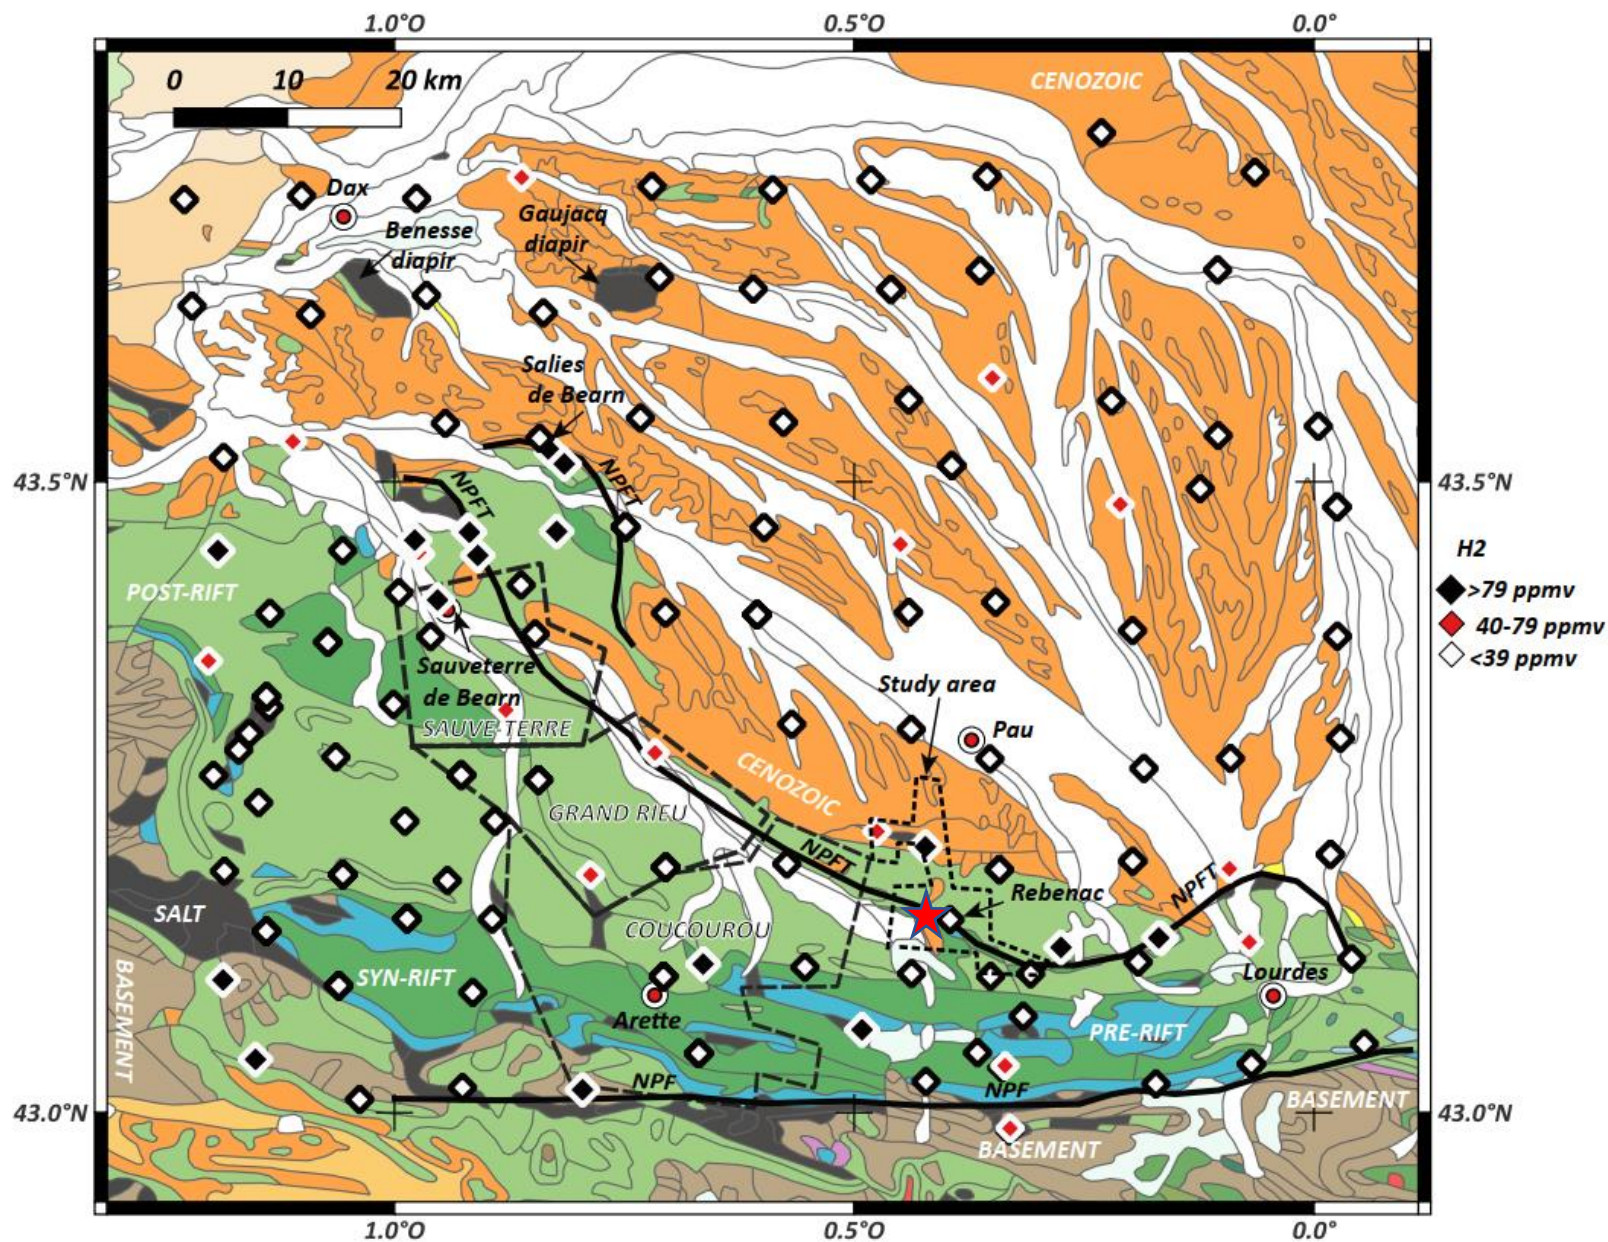 1.0°O
0.5°O
0.0°
0 10 20 km
CENOZOIC
Dax
Benesse
diapir
Gaujacq
diapir
Salies
de Bearn
NPFT
NPFT
43.5°N
43.5°N
H2
>79 ppmv
40-79 ppmv
<39 ppmv
POST-RIFT
Sauveterre
de Bearn
SAUVE TERRE
Study area
Pau
CENOZOIC
GRAND RIEU
NPFT
NPFT
Rebenac
SALT
COUCOUROU
SYN-RIFT
BASEMENT
Lourdes
Arette
PRE-RIFT
NPF
NPF
BASEMENT
43.0°N
43.0°N
BASEMENT
1.0°O
0.5°O
0.0°